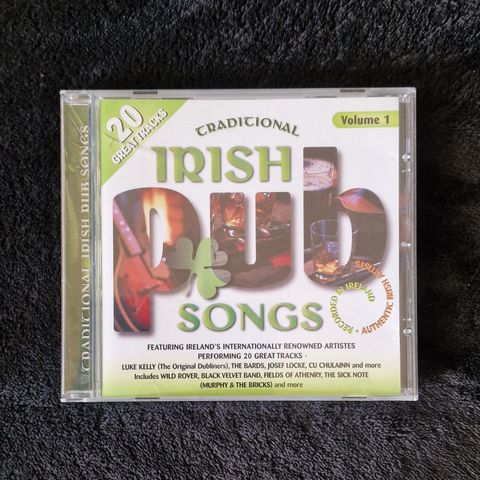 TRADITIONAL IRISH PUB SONGS
20
GREAT TRACKS
Volume 1
TRADITIONAL
IRISH
pub
SONGS
RECORDED IN IRELAND
• AUTHENTIC IRISH ARTISTS
FEATURING IRELAND'S INTERNATIONALLY RENOWNED ARTISTES
PERFORMING 20 GREAT TRACKS -
LUKE KELLY (The Original Dubliners), THE BARDS, JOSEF LOCKE, CU CHULAINN and more
Includes WILD ROVER, BLACK VELVET BAND, FIELDS OF ATHENRY, THE SICK NOTE
(MURPHY & THE BRICKS) and more